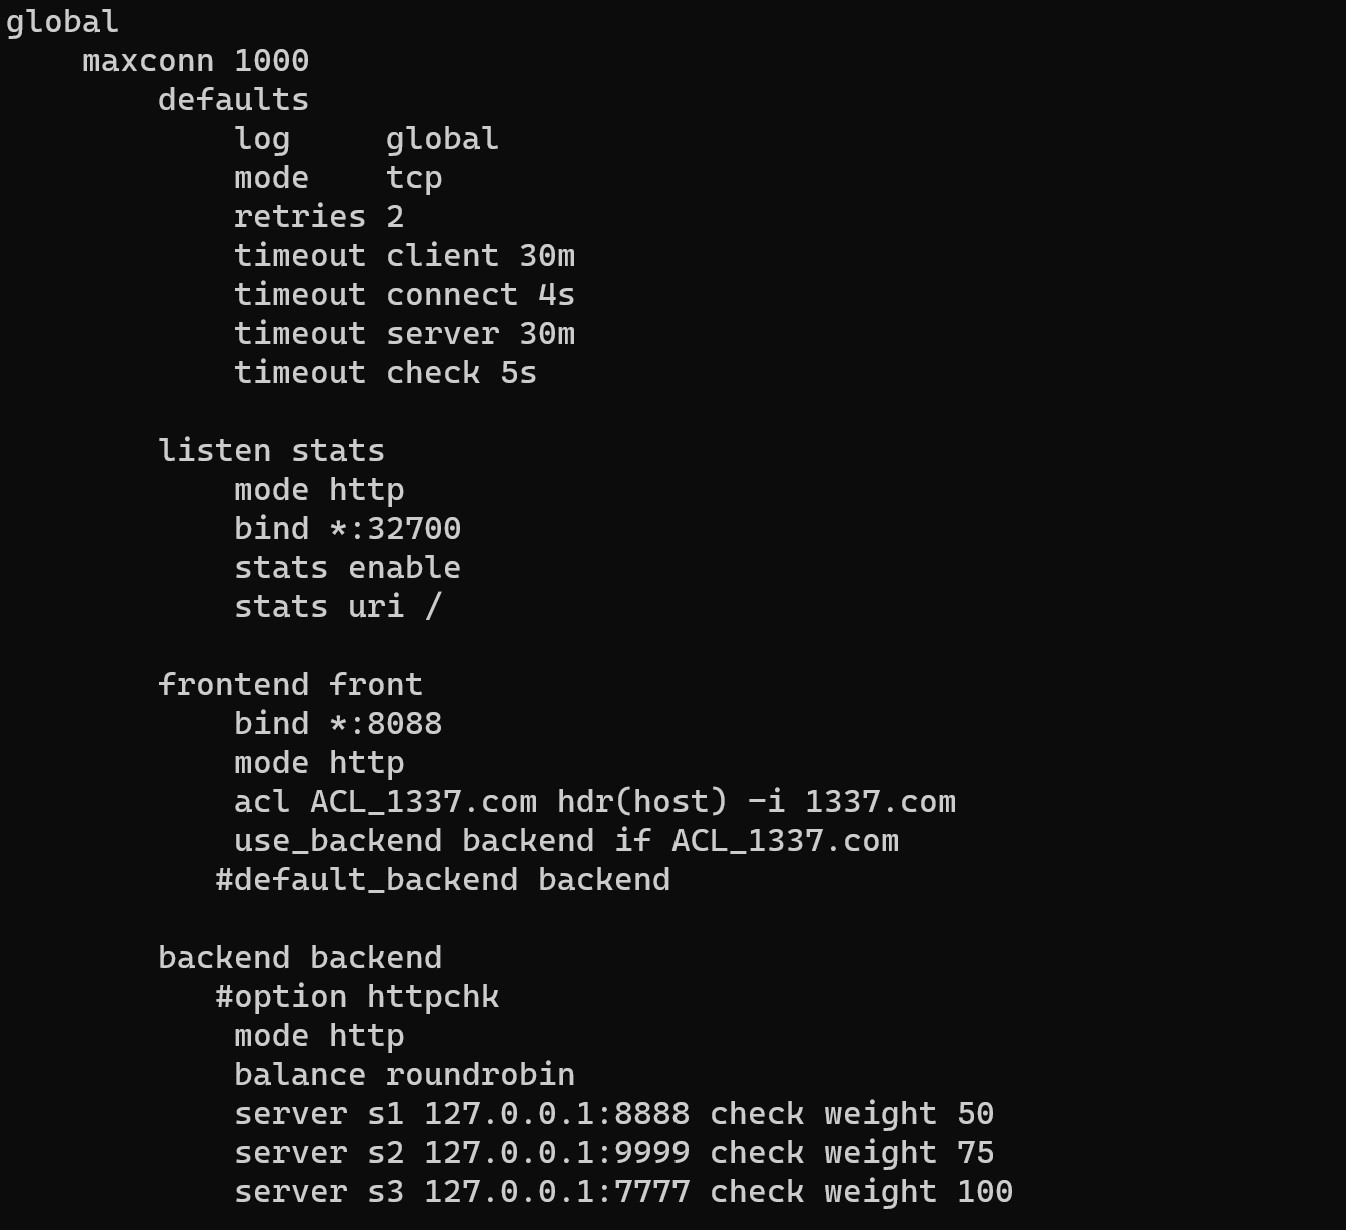 global
    maxconn 1000
        defaults
            log     global
            mode    tcp
            retries 2
            timeout client 30m
            timeout connect 4s
            timeout server 30m
            timeout check 5s

        listen stats
            mode http
            bind *:32700
            stats enable
            stats uri /

        frontend front
            bind *:8088
            mode http
            acl ACL_1337.com hdr(host) -i 1337.com
            use_backend backend if ACL_1337.com
           #default_backend backend

        backend backend
           #option httpchk
            mode http
            balance roundrobin
            server s1 127.0.0.1:8888 check weight 50
            server s2 127.0.0.1:9999 check weight 75
            server s3 127.0.0.1:7777 check weight 100